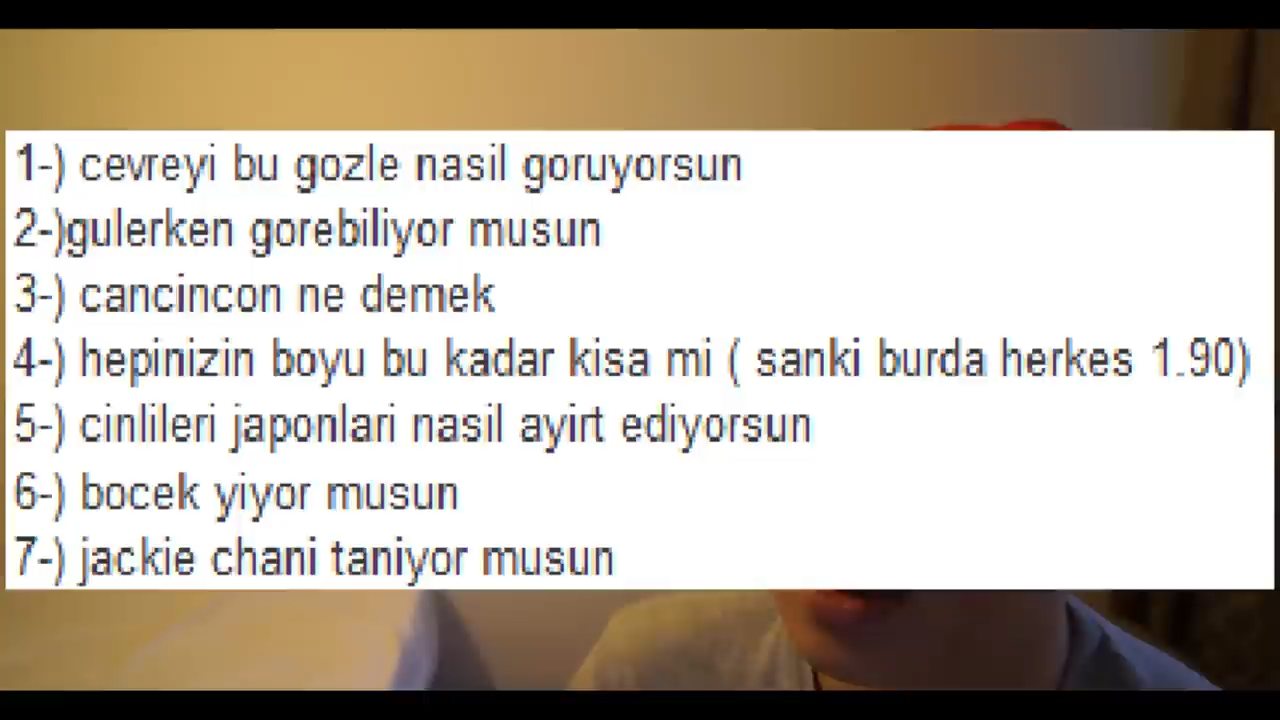 1-) cevreyi bu gozle nasil goruyorsun
2-)gulerken gorebiliyor musun
3-) cancincon ne demek
4-) hepinizin boyu bu kadar kisa mi ( sanki burda herkes 1.90)
5-) cinlileri japonlari nasil ayirt ediyorsun
6-) bocek yiyor musun
7-) jackie chani taniyor musun